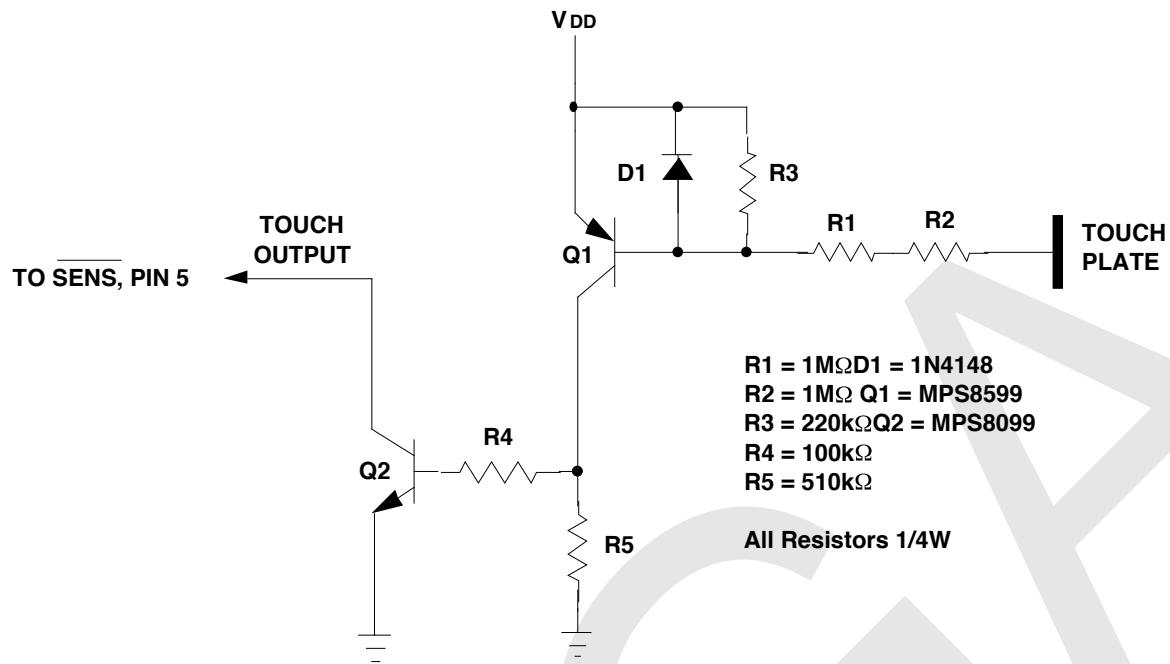 VDD
D1
R3
TOUCH
OUTPUT
Q1
R1
R2
TOUCH
PLATE
TO SENS, PIN 5
R1 = 1MΩD1 = 1N4148
R2 = 1MΩ Q1 = MPS8599
R3 = 220kΩQ2 = MPS8099
R4 = 100kΩ
R5 = 510kΩ
R4
Q2
R5
All Resistors 1/4W